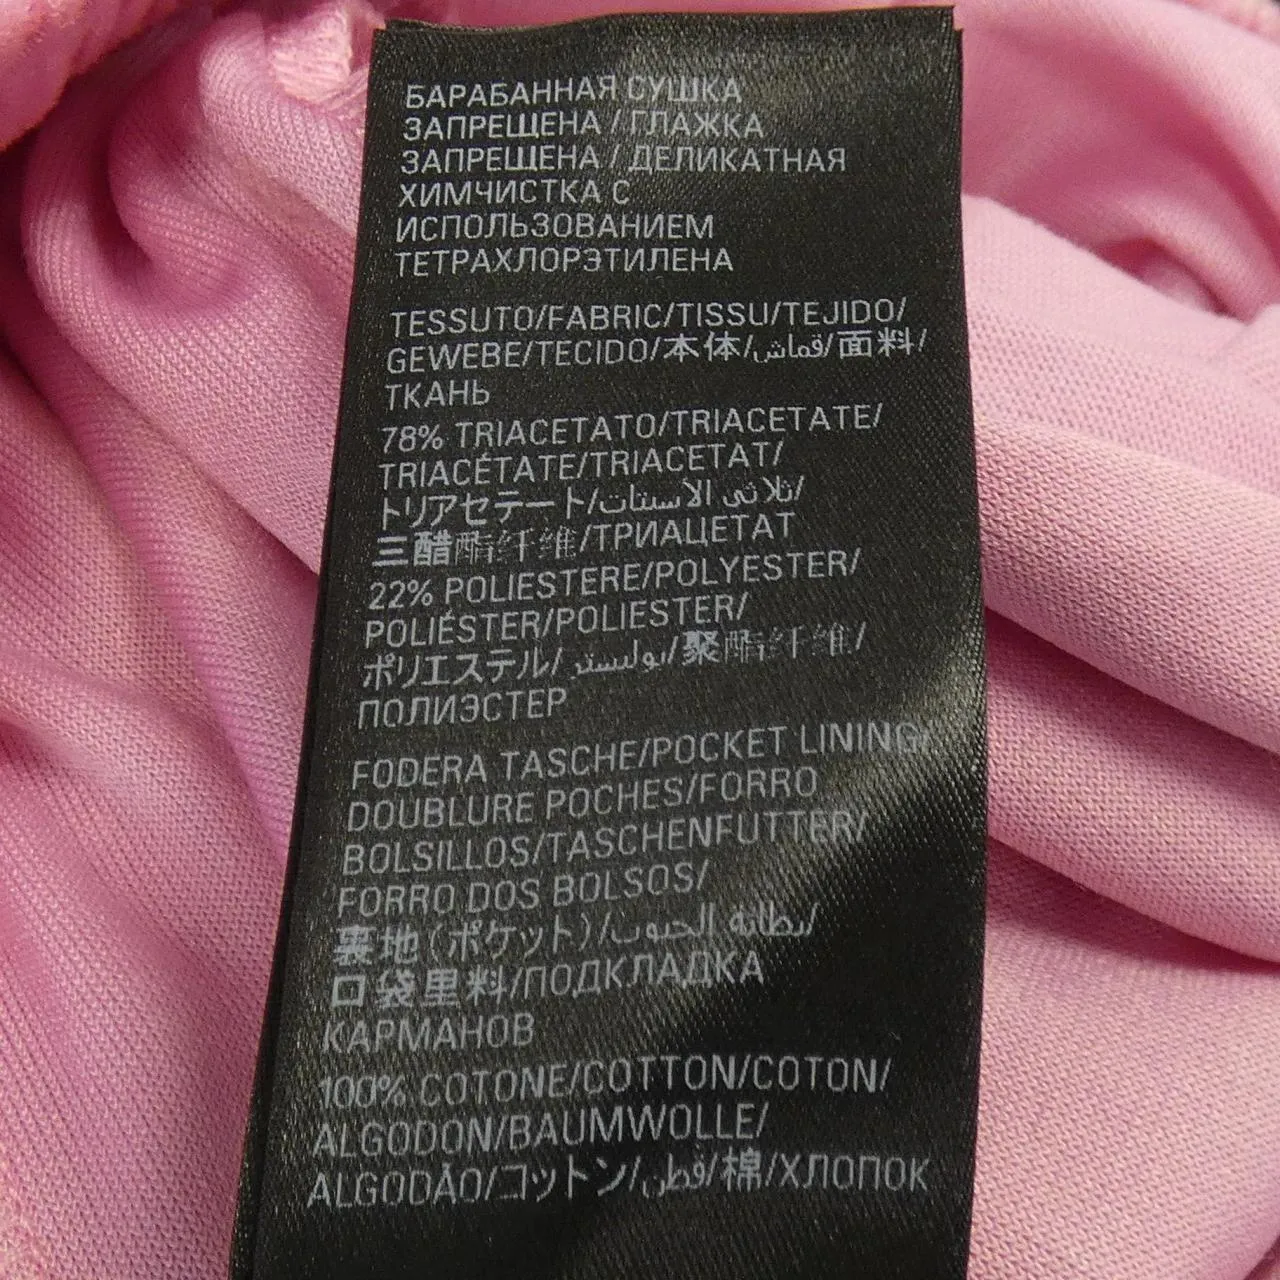 БАРАБАННАЯ СУШКА
ЗАПРЕЩЕНА / ГЛАЖКА
ЗАПРЕЩЕНА / ДЕЛИКАТНАЯ
ХИМЧИСТКА С
ИСПОЛЬЗОВАНИЕМ
ТЕТРАХЛОРЭТИЛЕНА
TESSUTO/FABRIC/TISSU/TEJIDO/
GEWEBE/TECIDO/本体/قماش/面料/
ТКАНЬ
78% TRIACETATO/TRIACETATE/
TRIACÉTATE/TRIACETAT/
トリアセテート/ثلاثى الاستات/
三醋酯纤维/ТРИАЦЕТАТ
22% POLIESTERE/POLYESTER/
POLIÉSTER/POLIESTER/
ポリエステル/بوليستر/聚酯纤维/
ПОЛИЭСТЕР
FODERA TASCHE/POCKET LINING/
DOUBLURE POCHES/FORRO
BOLSILLOS/TASCHENFUTTER/
FORRO DOS BOLSOS/
裏地(ポケット)/بطانة الجيوب/
口袋里料/ПОДКЛАДКА
КАРМАНОВ
100% COTONE/COTTON/COTON/
ALGODON/BAUMWOLLE/
ALGODÃO/コットン/قطن/棉/ХЛОПОК